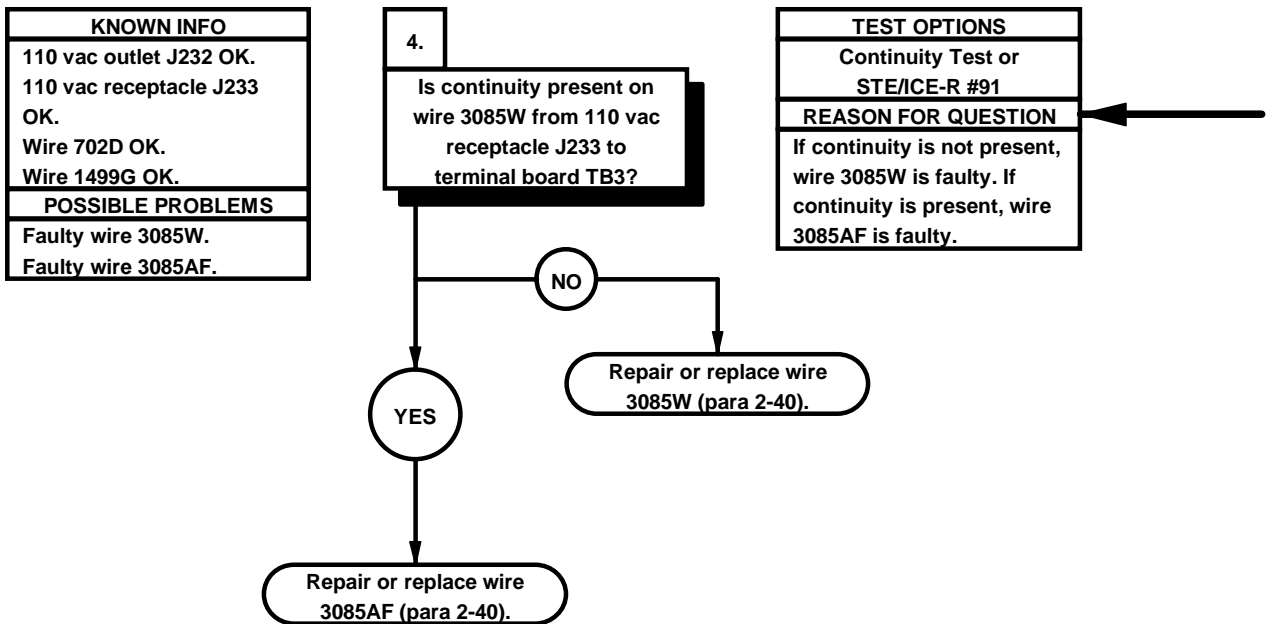 KNOWN INFO
110 vac outlet J232 OK.
110 vac receptacle J233
OK.
Wire 702D OK.
Wire 1499G OK.
POSSIBLE PROBLEMS
Faulty wire 3085W.
Faulty wire 3085AF.
4.
Is continuity present on
wire 3085W from 110 vac
receptacle J233 to
terminal board TB3?
TEST OPTIONS
Continuity Test or
STE/ICE-R #91
REASON FOR QUESTION
If continuity is not present,
wire 3085W is faulty. If
continuity is present, wire
3085AF is faulty.
NO
Repair or replace wire
3085W (para 2-40).
YES
Repair or replace wire
3085AF (para 2-40).